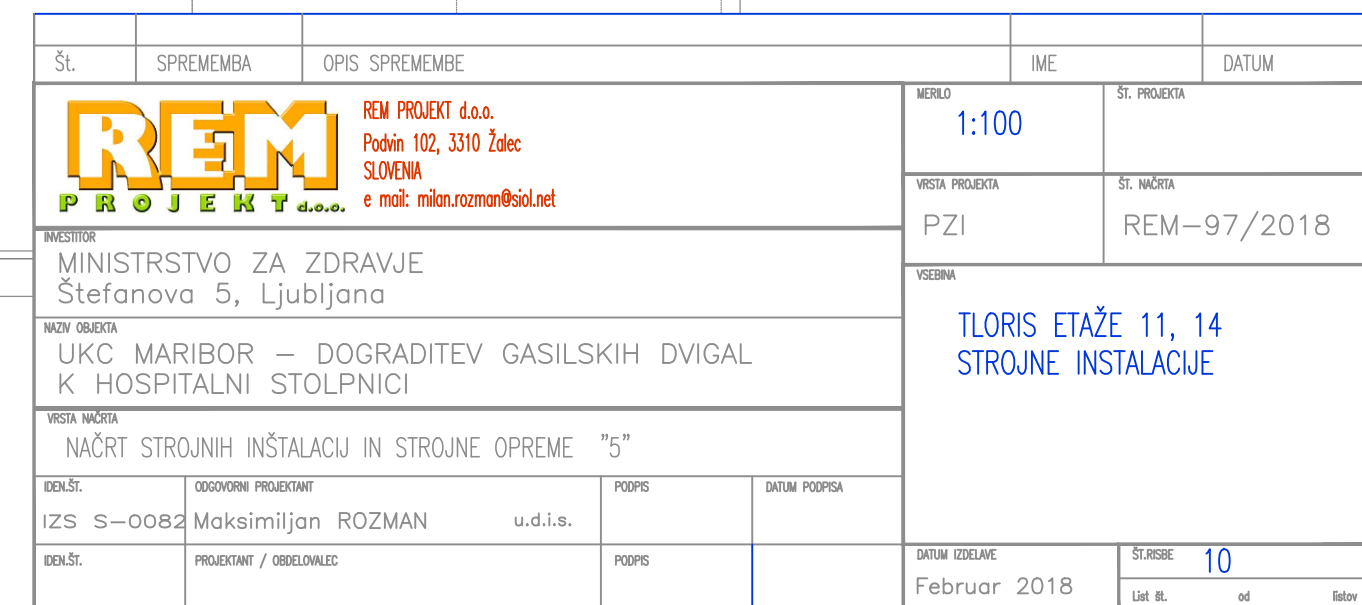 Št. SPREMEMBA OPIS SPREMEMBE IME DATUM
REM
PROJEKT d.o.o.
REM PROJEKT d.o.o.
Podvin 102, 3310 Žalec
SLOVENIA
e mail: milan.rozman@siol.net
MERILO
1:100
ŠT. PROJEKTA
VRSTA PROJEKTA
PZI
ŠT. NAČRTA
REM-97/2018
INVESTITOR
MINISTRSTVO ZA ZDRAVJE
Štefanova 5, Ljubljana
NAZIV OBJEKTA
UKC MARIBOR – DOGRADITEV GASILSKIH DVIGAL
K HOSPITALNI STOLPNICI
VSEBINA
TLORIS ETAŽE 11, 14
STROJNE INSTALACIJE
VRSTA NAČRTA
NAČRT STROJNIH INŠTALACIJ IN STROJNE OPREME "5"
IDEN.ŠT. ODGOVORNI PROJEKTANT PODPIS DATUM PODPISA
IZS S-0082 Maksimiljan ROZMAN u.d.i.s.
IDEN.ŠT. PROJEKTANT / OBDELOVALEC PODPIS
DATUM IZDELAVE
Februar 2018
ŠT.RISBE 10
List št. od listov